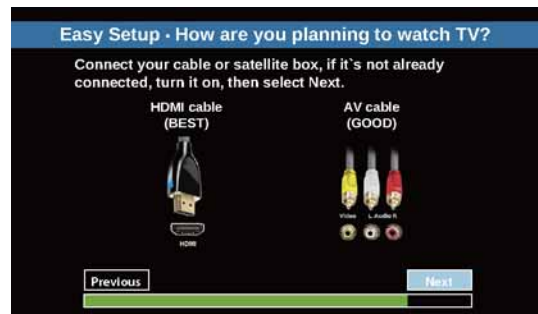 Easy Setup · How are you planning to watch TV?
Connect your cable or satellite box, if it`s not already
connected, turn it on, then select Next.
HDMI cable
(BEST)
AV cable
(GOOD)
Video L Audio R
HDMI
Previous
Next